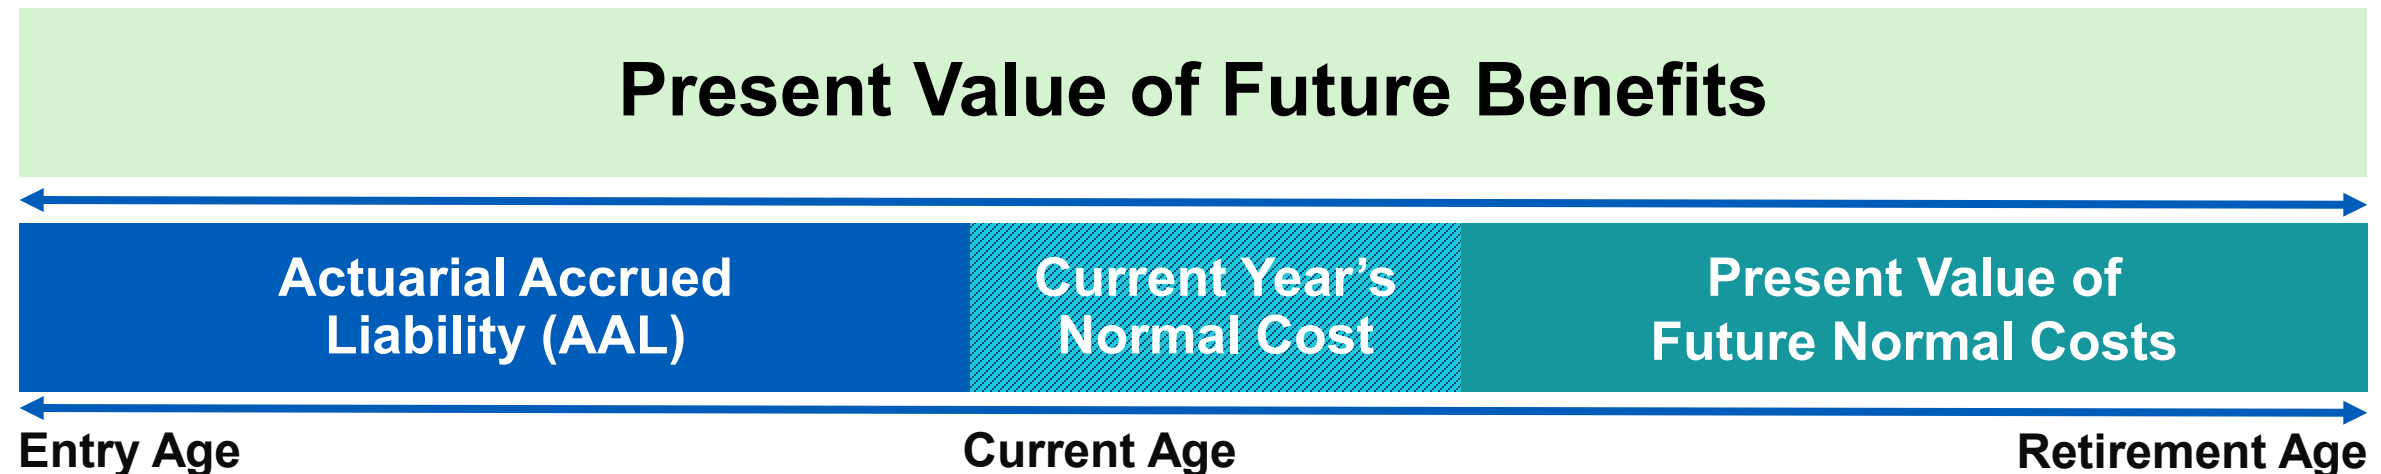 Present Value of Future Benefits
Actuarial Accrued
Liability (AAL)
Current Year’s
Normal Cost
Present Value of
Future Normal Costs
Entry Age
Current Age
Retirement Age